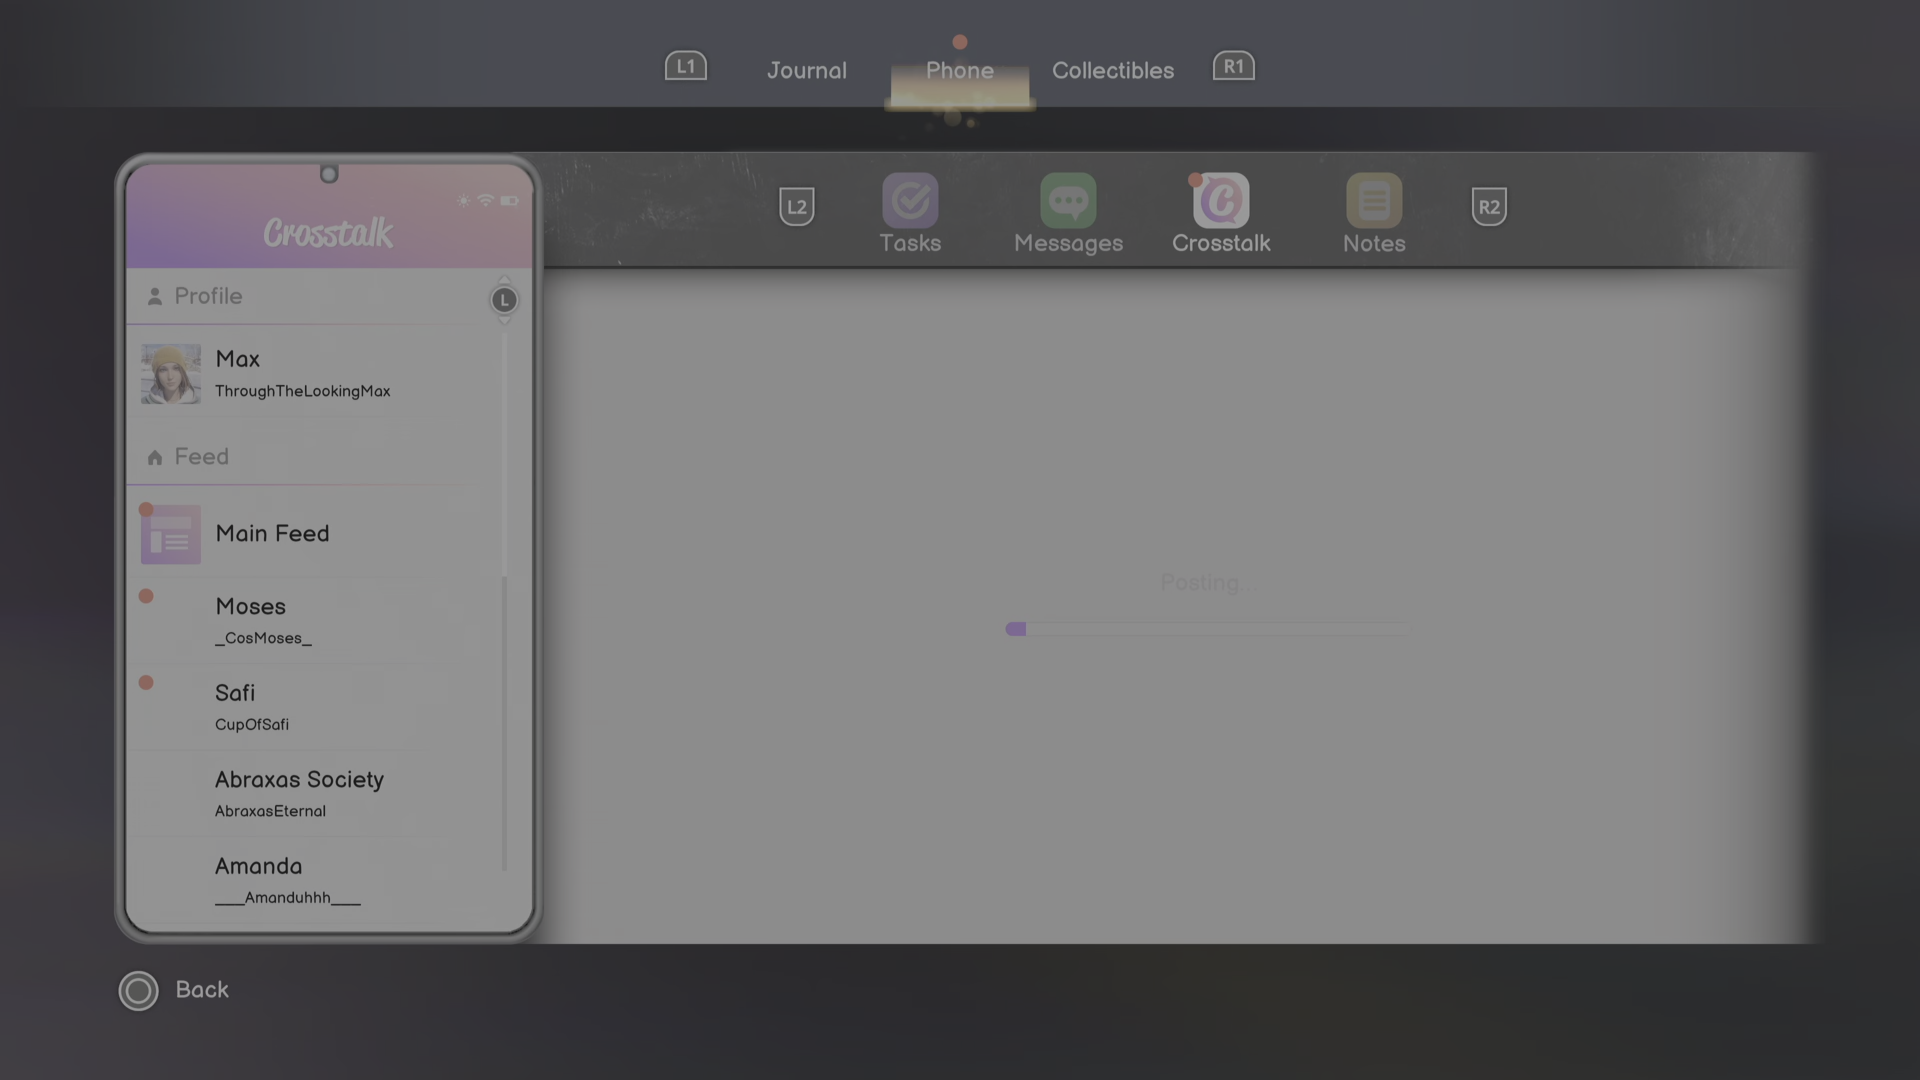 L1
Journal
Phone
Collectibles
R1
Crosstalk
L2
Tasks
Messages
Crosstalk
Notes
R2
Profile
L
Max
ThroughTheLookingMax
Feed
Main Feed
Moses
_CosMoses_
Safi
CupOfSafi
Abraxas Society
AbraxasEternal
Amanda
___Amanduhhh___
Posting...
Back